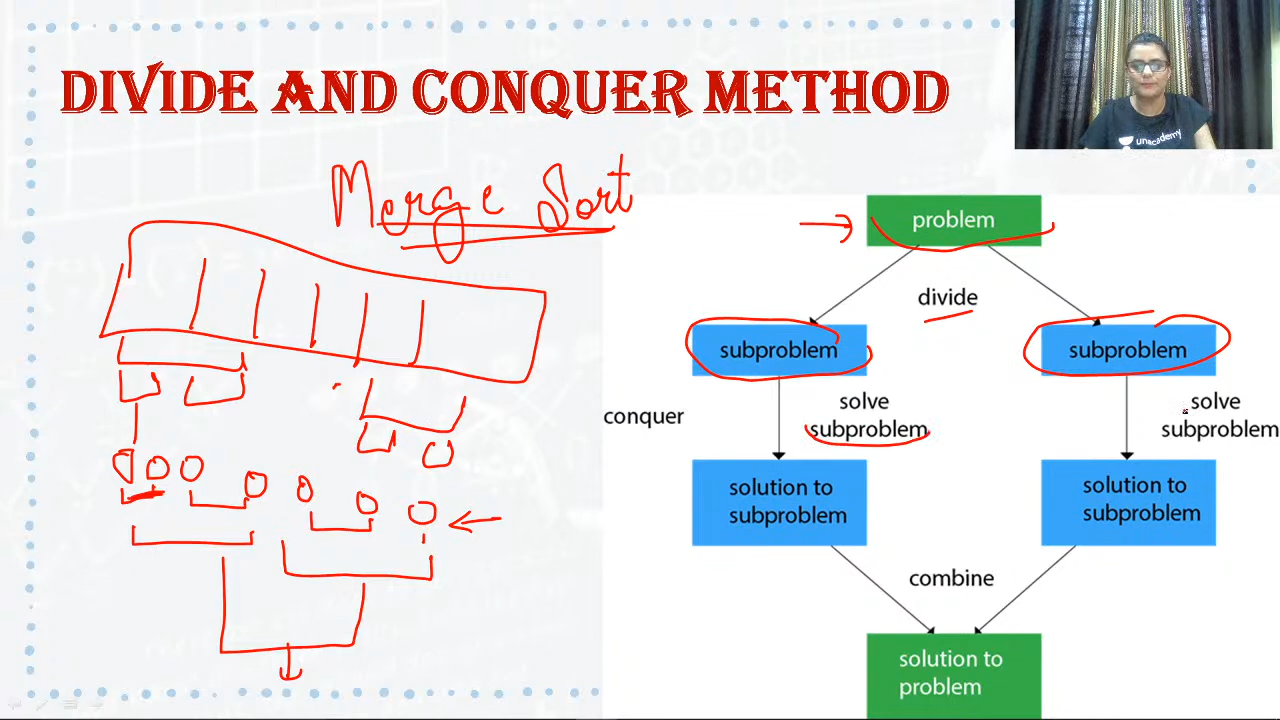 DIVIDE AND CONQUER METHOD
unacademy
Merge Sort
problem
divide
subproblem
subproblem
conquer
solve
subproblem
solve
subproblem
solution to
subproblem
solution to
subproblem
combine
solution to
problem